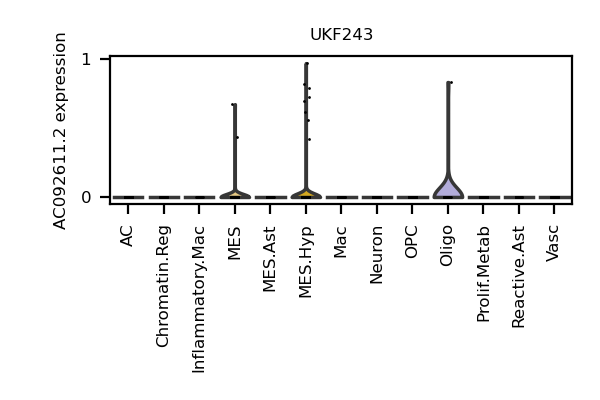 UKF243
AC092611.2 expression
1
0
AC
Chromatin.Reg
Inflammatory.Mac
MES
MES.Ast
MES.Hyp
Mac
Neuron
OPC
Oligo
Prolif.Metab
Reactive.Ast
Vasc